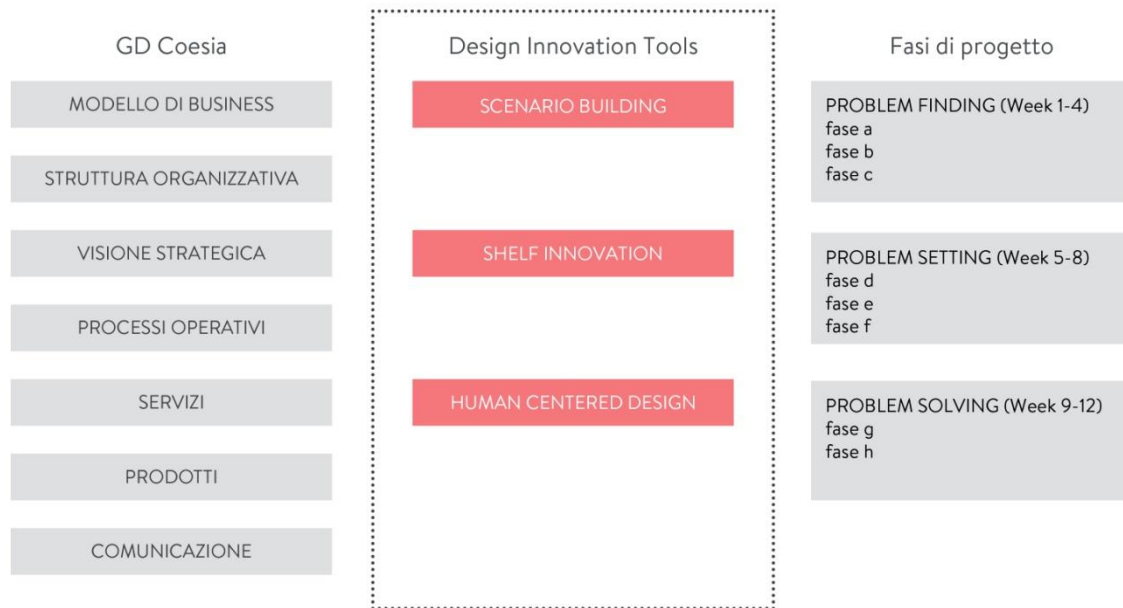 GD Coesia
MODELLO DI BUSINESS
STRUTTURA ORGANIZZATIVA
VISIONE STRATEGICA
PROCESSI OPERATIVI
SERVIZI
PRODOTTI
COMUNICAZIONE
Design Innovation Tools
SCENARIO BUILDING
SHELF INNOVATION
HUMAN CENTERED DESIGN
Fasi di progetto
PROBLEM FINDING (Week 1-4)
fase a
fase b
fase c
PROBLEM SETTING (Week 5-8)
fase d
fase e
fase f
PROBLEM SOLVING (Week 9-12)
fase g
fase h